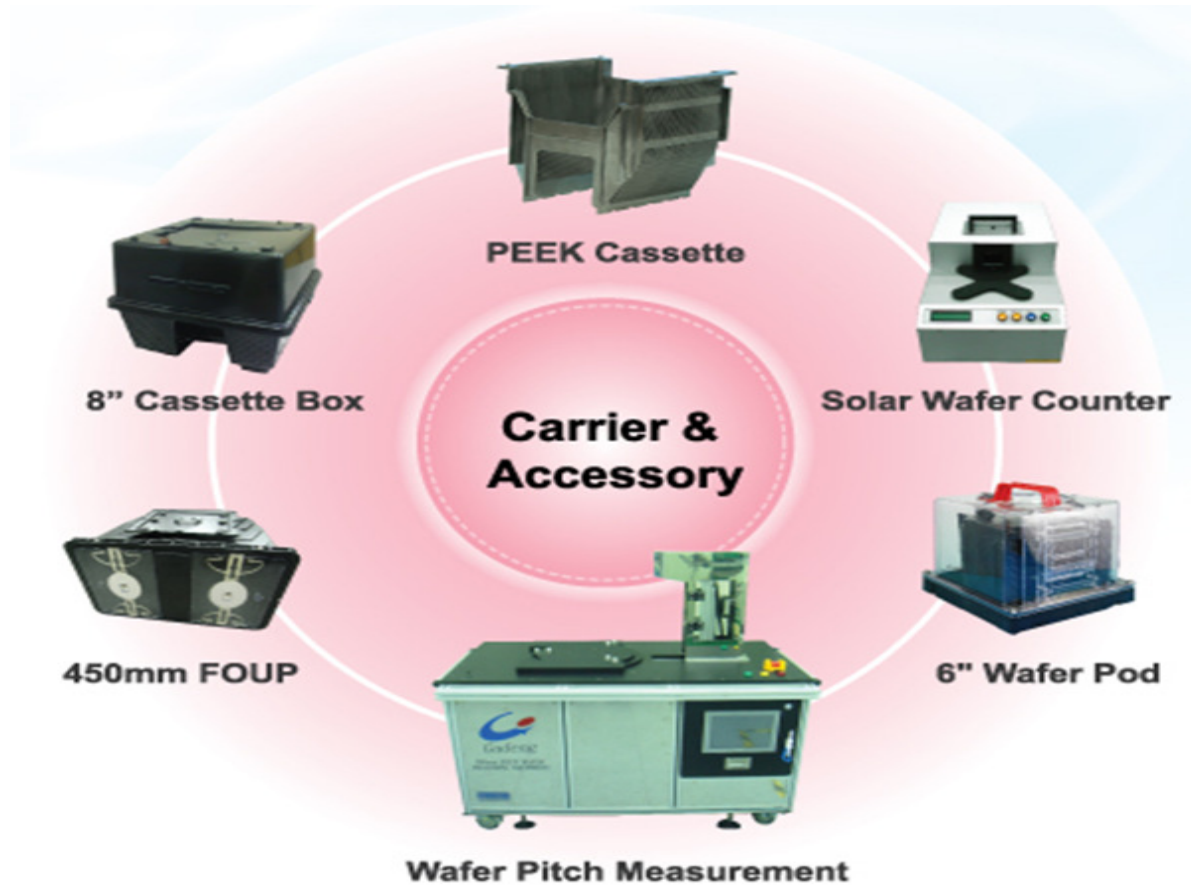 PEEK Cassette
8” Cassette Box
Solar Wafer Counter
Carrier &
Accessory
450mm FOUP
6" Wafer Pod
Wafer Pitch Measurement